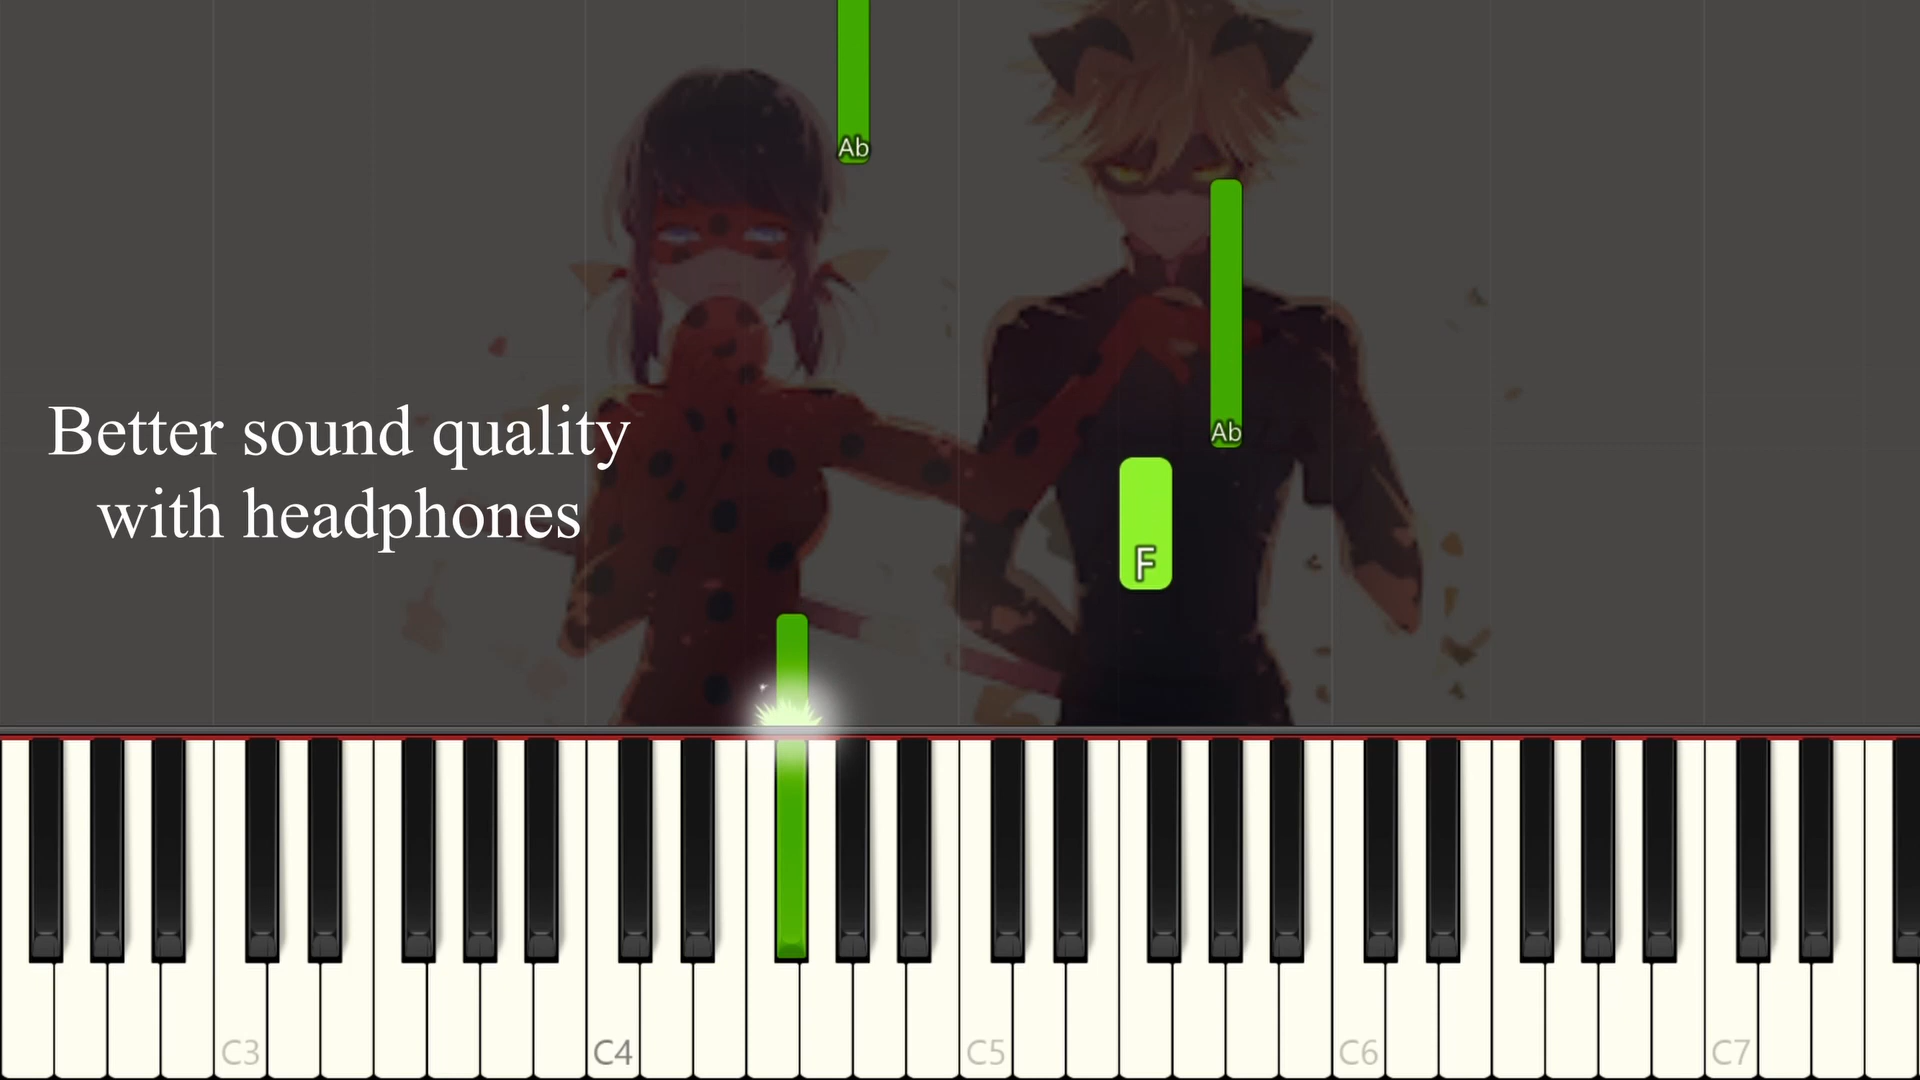 Ab
Ab
Better sound quality
with headphones
F
C3 C4 C5 C6 C7